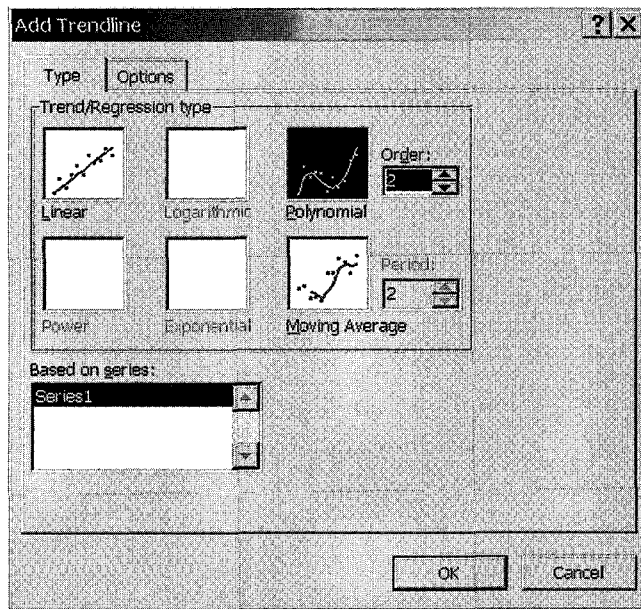 Add Trendline
? X
Type Options
Trend/Regression type
Order:
2
Linear Logarithmic Polynomial
Period:
2
Power Exponential Moving Average
Based on series:
Series1
OK Cancel